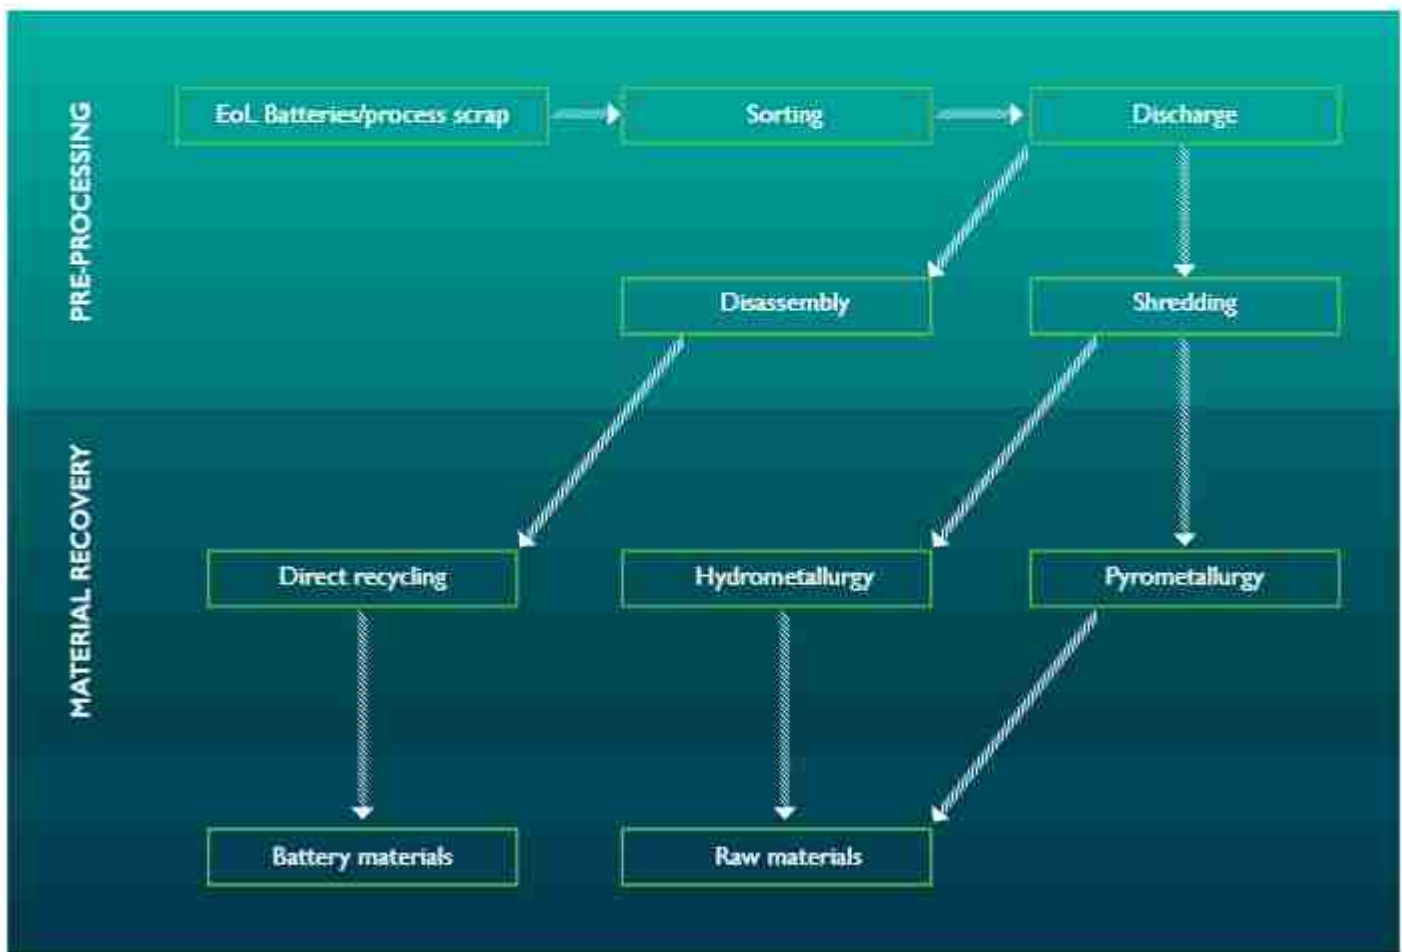 PRE-PROCESSING
EoL Batteries/process scrap
Sorting
Discharge
Disassembly
Shredding
MATERIAL RECOVERY
Direct recycling
Hydrometallurgy
Pyrometallurgy
Battery materials
Raw materials